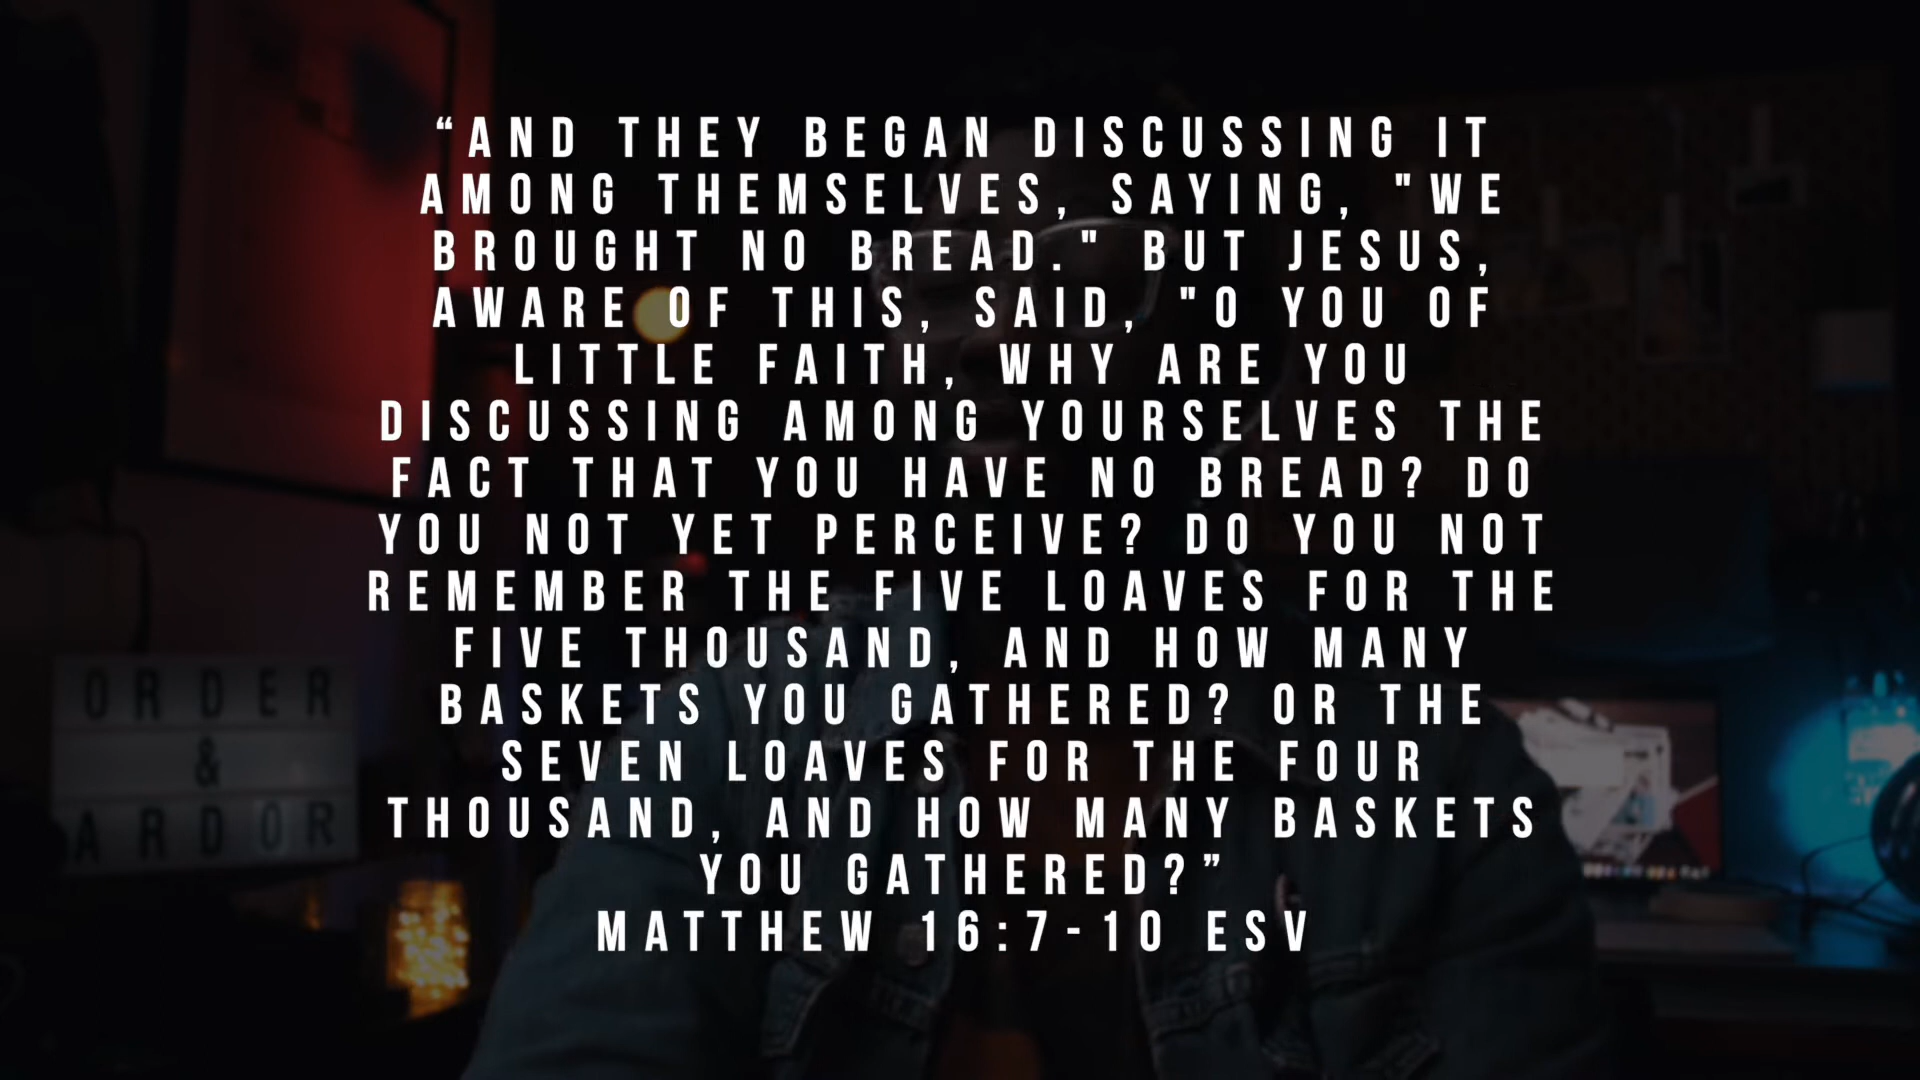 “AND THEY BEGAN DISCUSSING IT
AMONG THEMSELVES, SAYING, "WE
BROUGHT NO BREAD." BUT JESUS,
AWARE OF THIS, SAID, "O YOU OF
LITTLE FAITH, WHY ARE YOU
DISCUSSING AMONG YOURSELVES THE
FACT THAT YOU HAVE NO BREAD? DO
YOU NOT YET PERCEIVE? DO YOU NOT
REMEMBER THE FIVE LOAVES FOR THE
FIVE THOUSAND, AND HOW MANY
BASKETS YOU GATHERED? OR THE
SEVEN LOAVES FOR THE FOUR
THOUSAND, AND HOW MANY BASKETS
YOU GATHERED?”
MATTHEW 16:7-10 ESV
ORDER
&
ARDOR